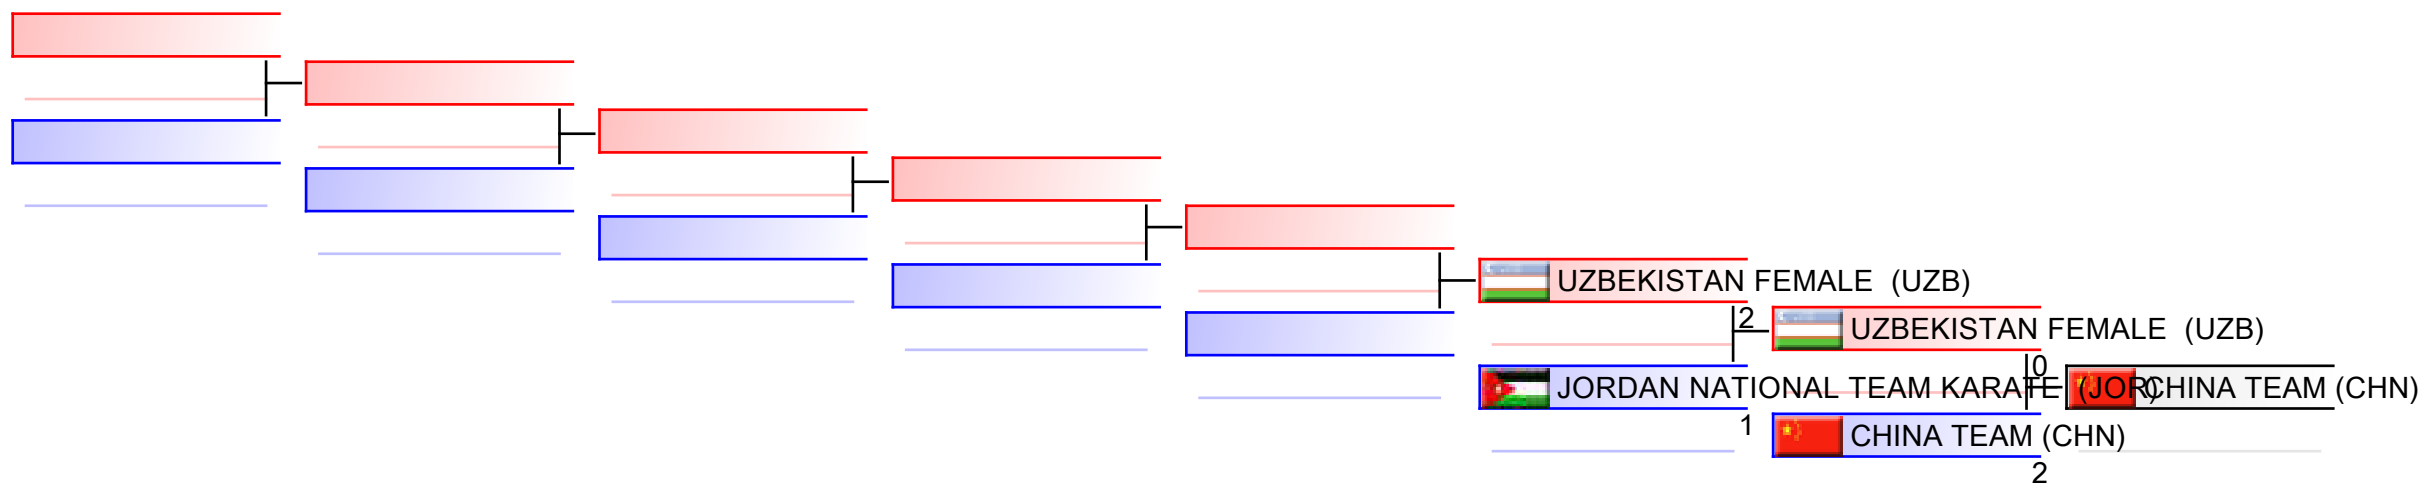 UZBEKISTAN FEMALE (UZB)
2
UZBEKISTAN FEMALE (UZB)
0
JORDAN NATIONAL TEAM KARATE (JOR)
CHINA TEAM (CHN)
1
CHINA TEAM (CHN)
2